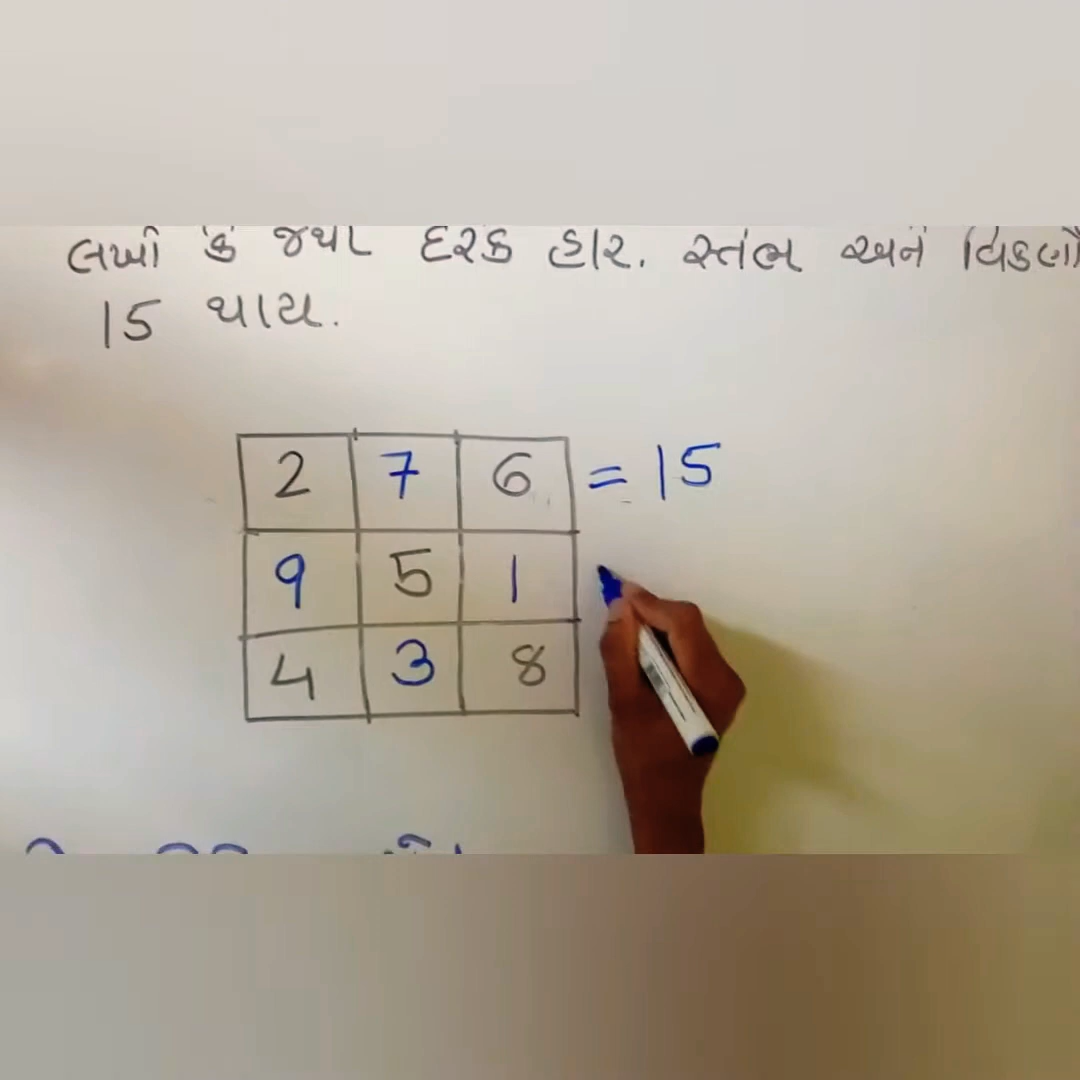 લખો કે જેથી દરેક હાર. સ્તંભ અને વિકર્ણો
15 થાય.
2 7 6 = 15
9 5 1
4 3 8